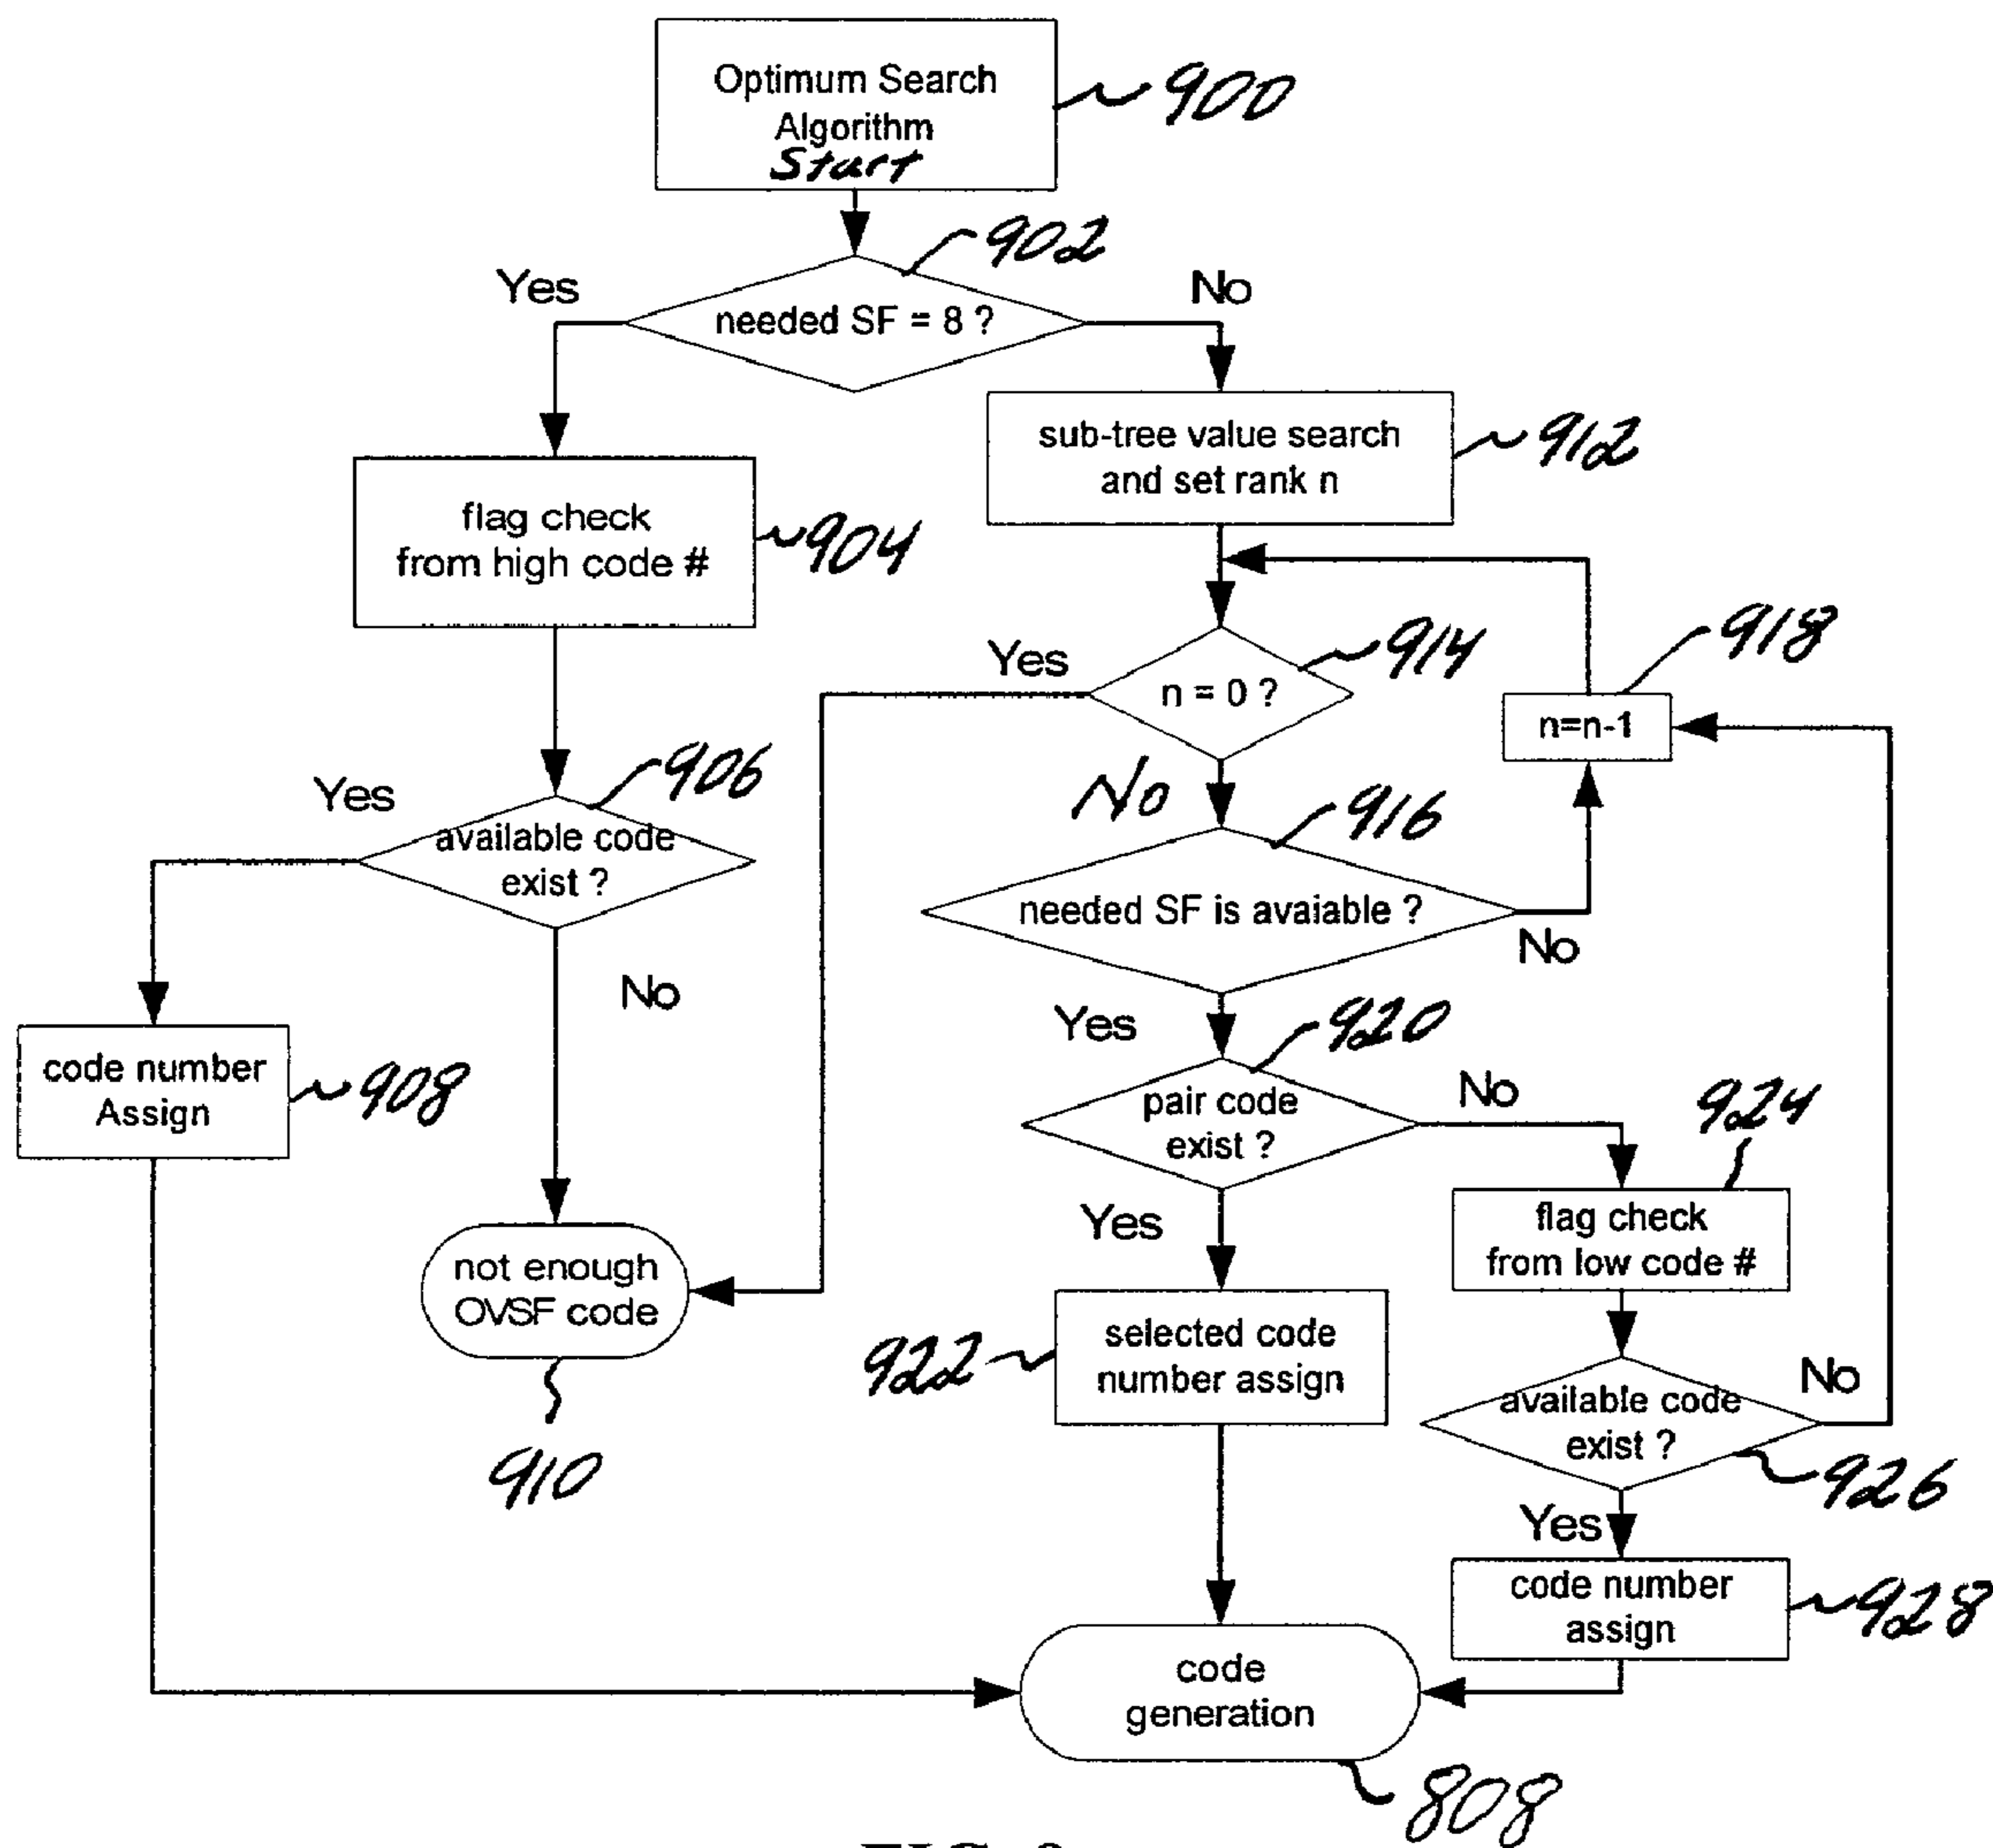 Optimum Search
Algorithm
Start
900
902
Yes
needed SF = 8 ?
No
sub-tree value search
and set rank n
912
flag check
from high code #
904
918
Yes
n = 0 ?
914
n=n-1
906
Yes
available code
exist ?
No
916
needed SF is avaiable ?
No
No
Yes
920
code number
Assign
908
pair code
exist ?
No
924
Yes
flag check
from low code #
not enough
OVSF code
910
922
selected code
number assign
available code
exist ?
No
926
Yes
code number
assign
928
code
generation
808